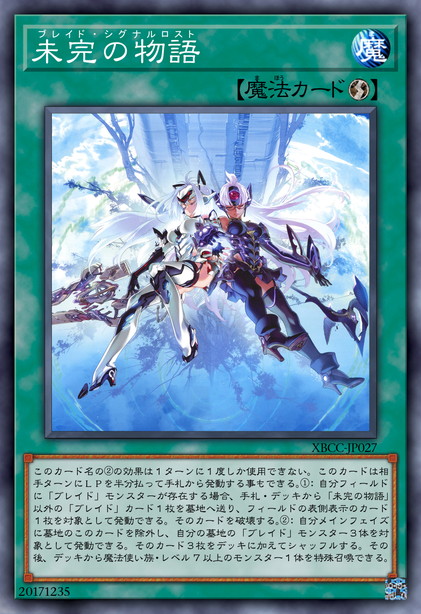 ブレイド・シグナルロスト
未完の物語
魔
まほう
【魔法カード】
XBCC-JP027
このカード名の②の効果は1ターンに1度しか使用できない。このカードは相
手ターンにLPを半分払って手札から発動する事もできる。①：自分フィールド
に「ブレイド」モンスターが存在する場合、手札・デッキから「未完の物語」
以外の「ブレイド」カード1枚を墓地へ送り、フィールドの表側表示のカード
1枚を対象として発動できる。そのカードを破壊する。②：自分メインフェイズ
に墓地のこのカードを除外し、自分の墓地の「ブレイド」モンスター3体を対
象として発動できる。そのカード3枚をデッキに加えてシャッフルする。その
後、デッキから魔法使い族・レベル7以上のモンスター1体を特殊召喚できる。
20171235